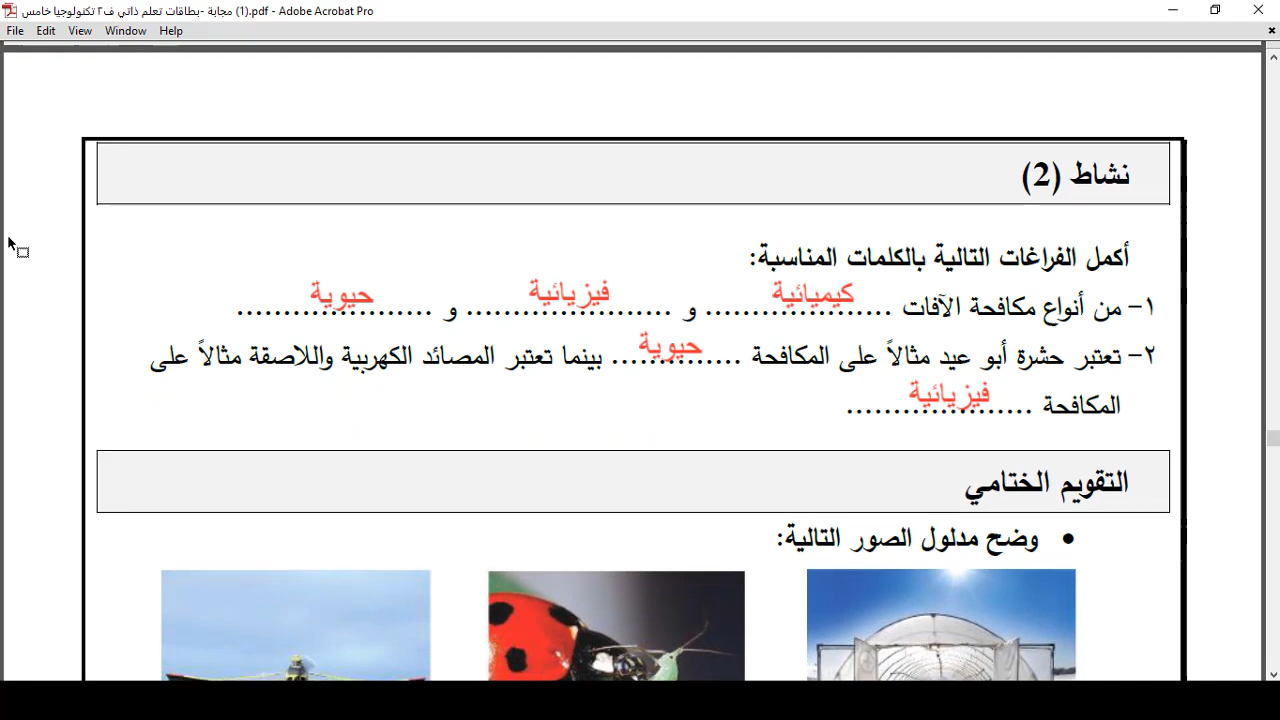 مجابة -بطاقات تعلم ذاتي ف٢ تكنولوجيا خامس (1).pdf - Adobe Acrobat Pro
File Edit View Window Help
نشاط (2)
أكمل الفراغات التالية بالكلمات المناسبة:
١- من أنواع مكافحة الآفات كيميائية و فيزيائية و حيوية
٢- تعتبر حشرة أبو عيد مثالاً على المكافحة حيوية بينما تعتبر المصائد الكهربية واللاصقة مثالاً على
المكافحة فيزيائية
التقويم الختامي
• وضح مدلول الصور التالية: